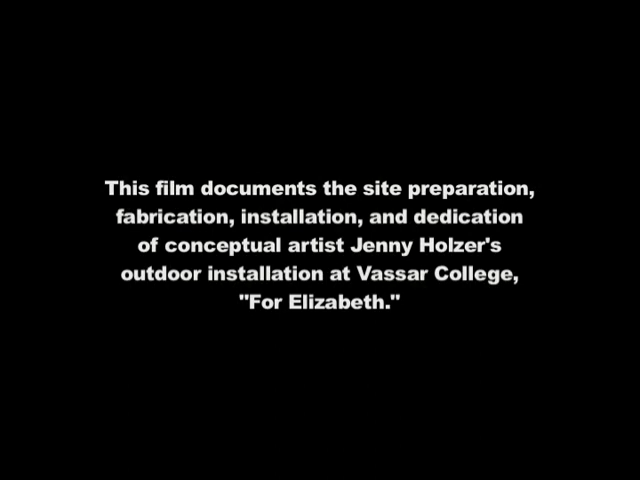 This film documents the site preparation,
fabrication, installation, and dedication
of conceptual artist Jenny Holzer's
outdoor installation at Vassar College,
"For Elizabeth."